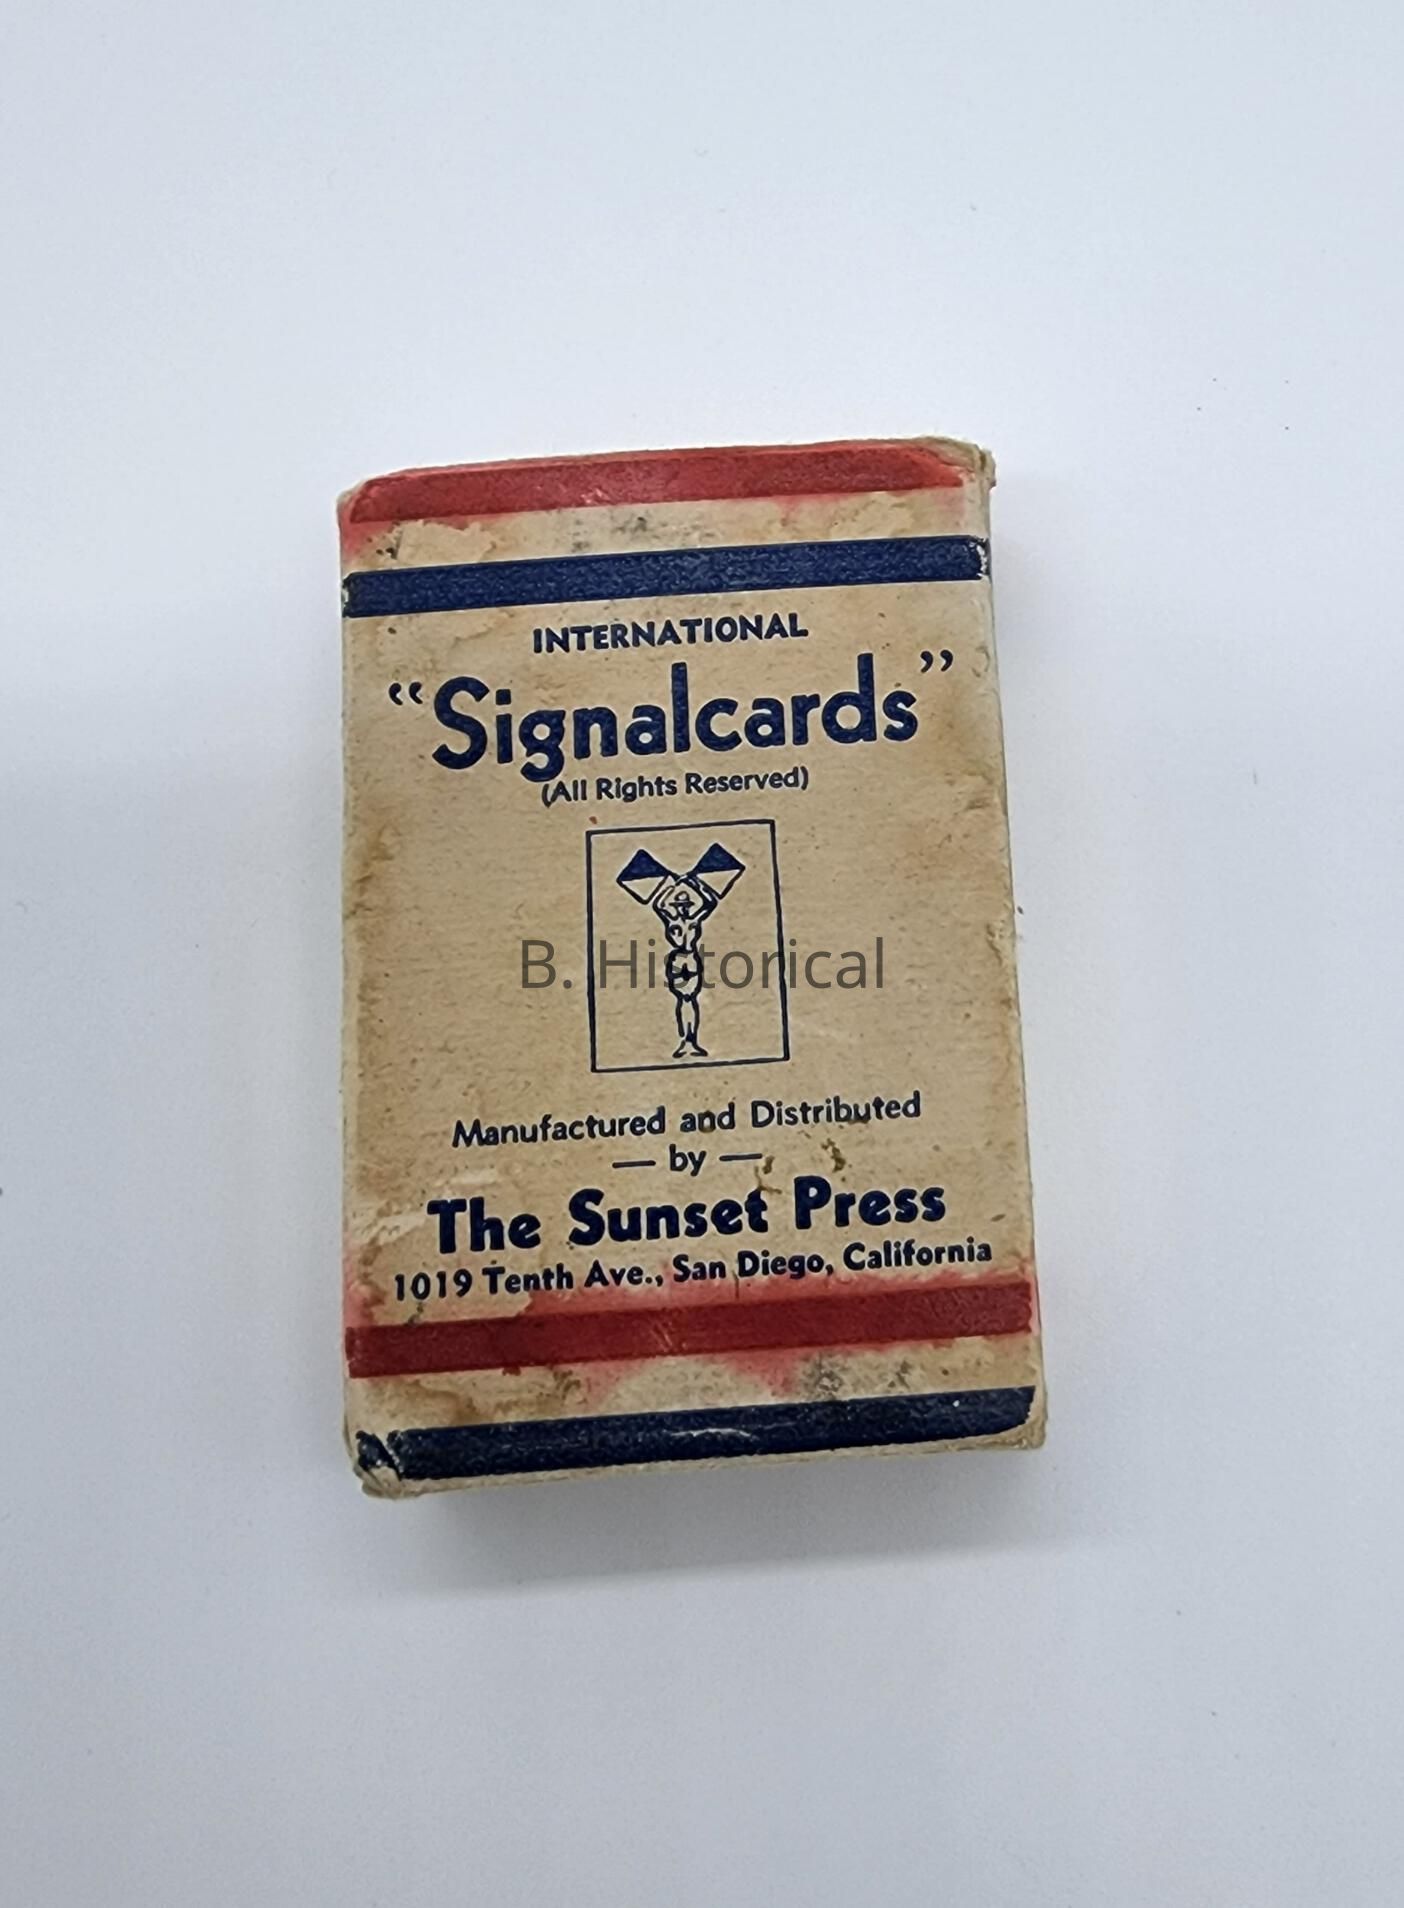 INTERNATIONAL
“Signalcards”
(All Rights Reserved)
B. Historical
Manufactured and Distributed
— by —
The Sunset Press
1019 Tenth Ave., San Diego, California